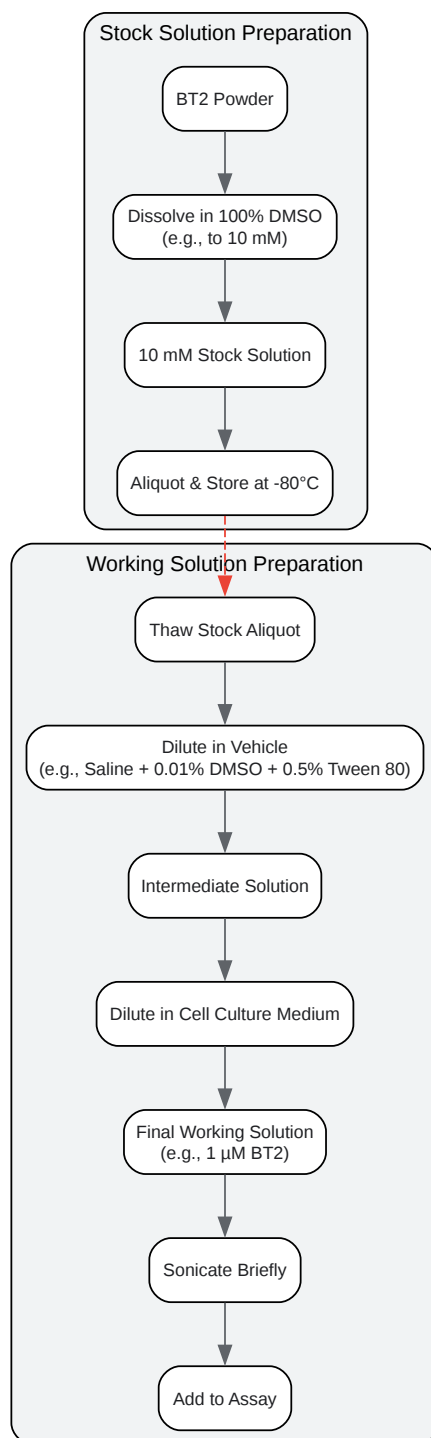 Stock Solution Preparation
BT2 Powder
Dissolve in 100% DMSO
(e.g., to 10 mM)
10 mM Stock Solution
Aliquot & Store at -80°C
Working Solution Preparation
Thaw Stock Aliquot
Dilute in Vehicle
(e.g., Saline + 0.01% DMSO + 0.5% Tween 80)
Intermediate Solution
Dilute in Cell Culture Medium
Final Working Solution
(e.g., 1 µM BT2)
Sonicate Briefly
Add to Assay